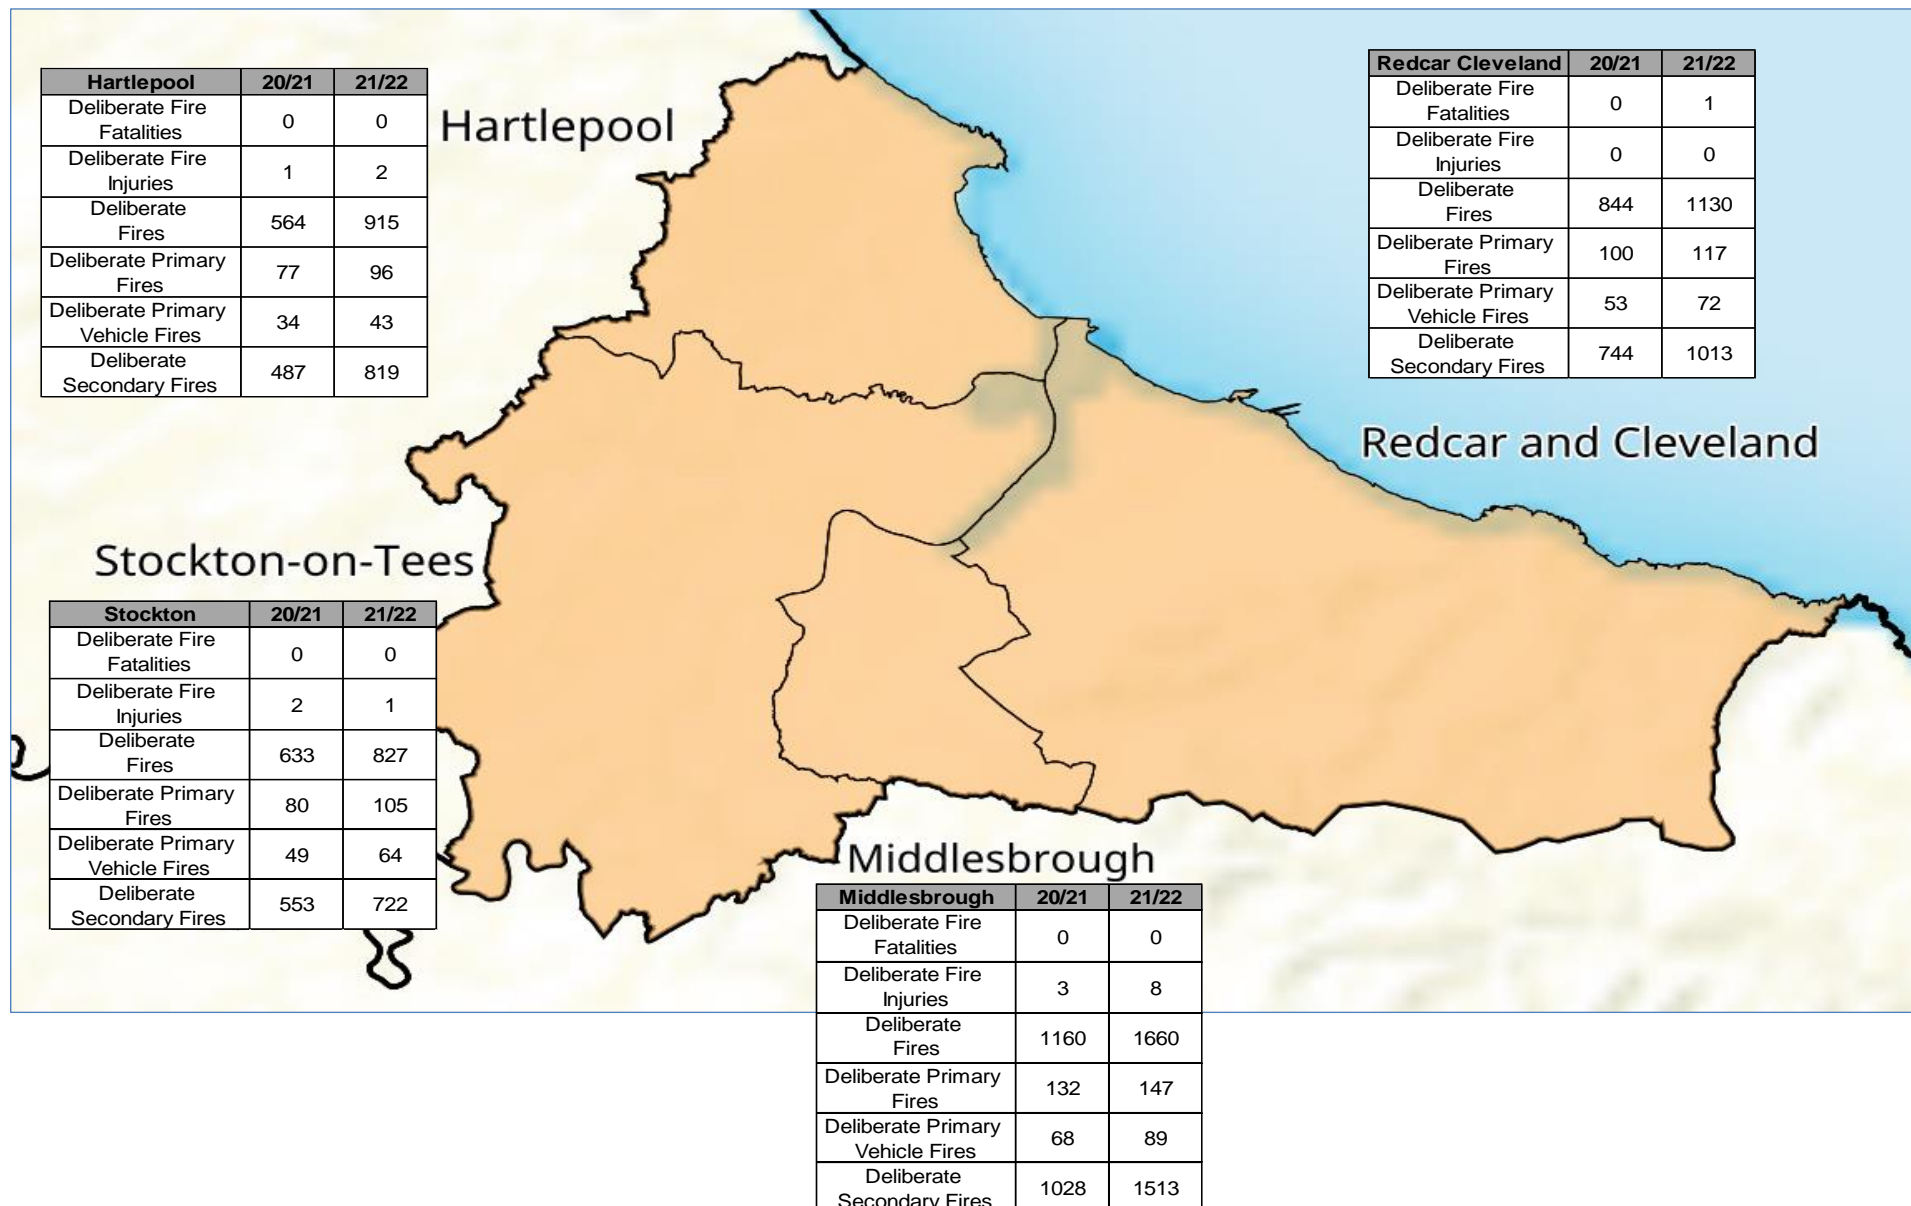 Hartlepool 20/21 21/22
Deliberate Fire
Fatalities 0 0
Deliberate Fire
Injuries 1 2
Deliberate
Fires 564 915
Deliberate Primary
Fires 77 96
Deliberate Primary
Vehicle Fires 34 43
Deliberate
Secondary Fires 487 819
Hartlepool
Redcar Cleveland 20/21 21/22
Deliberate Fire
Fatalities 0 1
Deliberate Fire
Injuries 0 0
Deliberate
Fires 844 1130
Deliberate Primary
Fires 100 117
Deliberate Primary
Vehicle Fires 53 72
Deliberate
Secondary Fires 744 1013
Redcar and Cleveland
Stockton-on-Tees
Stockton 20/21 21/22
Deliberate Fire
Fatalities 0 0
Deliberate Fire
Injuries 2 1
Deliberate
Fires 633 827
Deliberate Primary
Fires 80 105
Deliberate Primary
Vehicle Fires 49 64
Deliberate
Secondary Fires 553 722
Middlesbrough
Middlesbrough 20/21 21/22
Deliberate Fire
Fatalities 0 0
Deliberate Fire
Injuries 3 8
Deliberate
Fires 1160 1660
Deliberate Primary
Fires 132 147
Deliberate Primary
Vehicle Fires 68 89
Deliberate
Secondary Fires 1028 1513